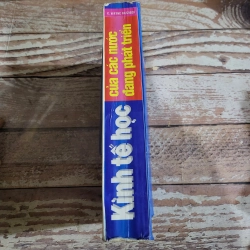 Kinh tế học
của các nước
đang phát triển